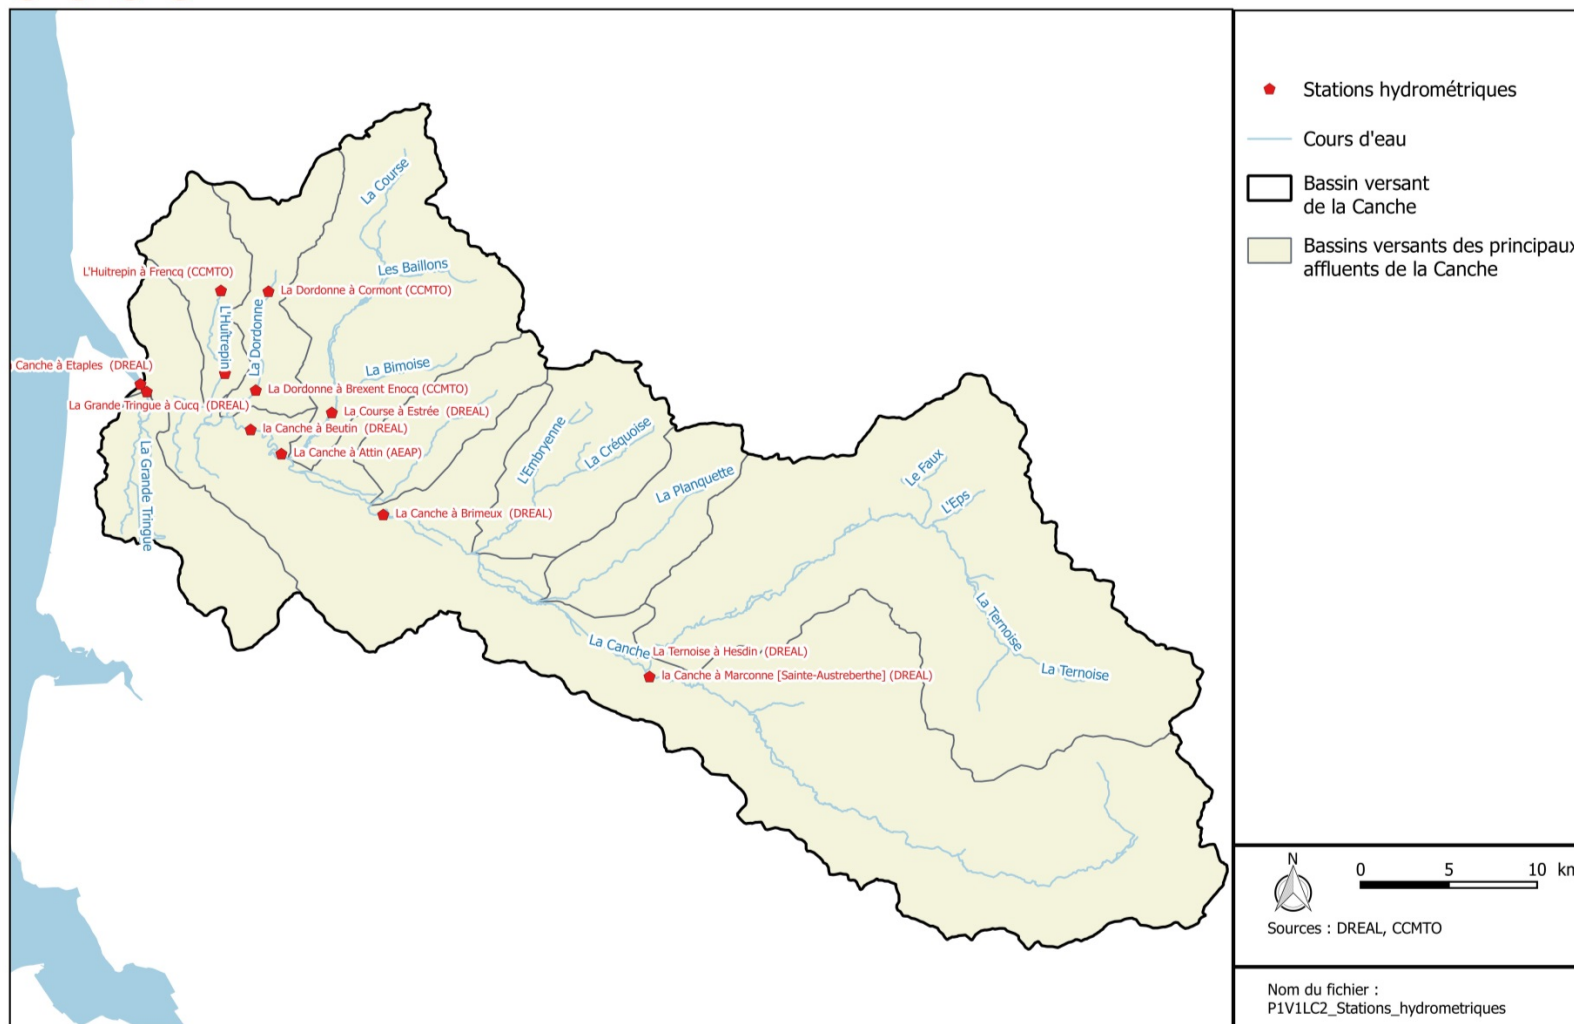 La Course
Les Baillons
L'Huitrepin à Frencq (CCMTO)
La Dordonne à Cormont (CCMTO)
L'Huîtrepin
La Dordonne
La Bimoise
Canche à Etaples (DREAL)
La Dordonne à Brexent Enocq (CCMTO)
La Grande Tringue à Cucq (DREAL)
La Course à Estrée (DREAL)
la Canche à Beutin (DREAL)
La Canche à Attin (AEAP)
La Grande Tringue
L'Embryenne
La Créquoise
La Planquette
Le Faux
L'Eps
La Canche à Brimeux (DREAL)
La Ternoise
La Canche
La Ternoise à Hesdin (DREAL)
La Ternoise
la Canche à Marconne [Sainte-Austreberthe] (DREAL)
Stations hydrométriques
Cours d'eau
Bassin versant
de la Canche
Bassins versants des principaux
affluents de la Canche
N
0 5 10 km
Sources : DREAL, CCMTO
Nom du fichier :
P1V1LC2_Stations_hydrometriques